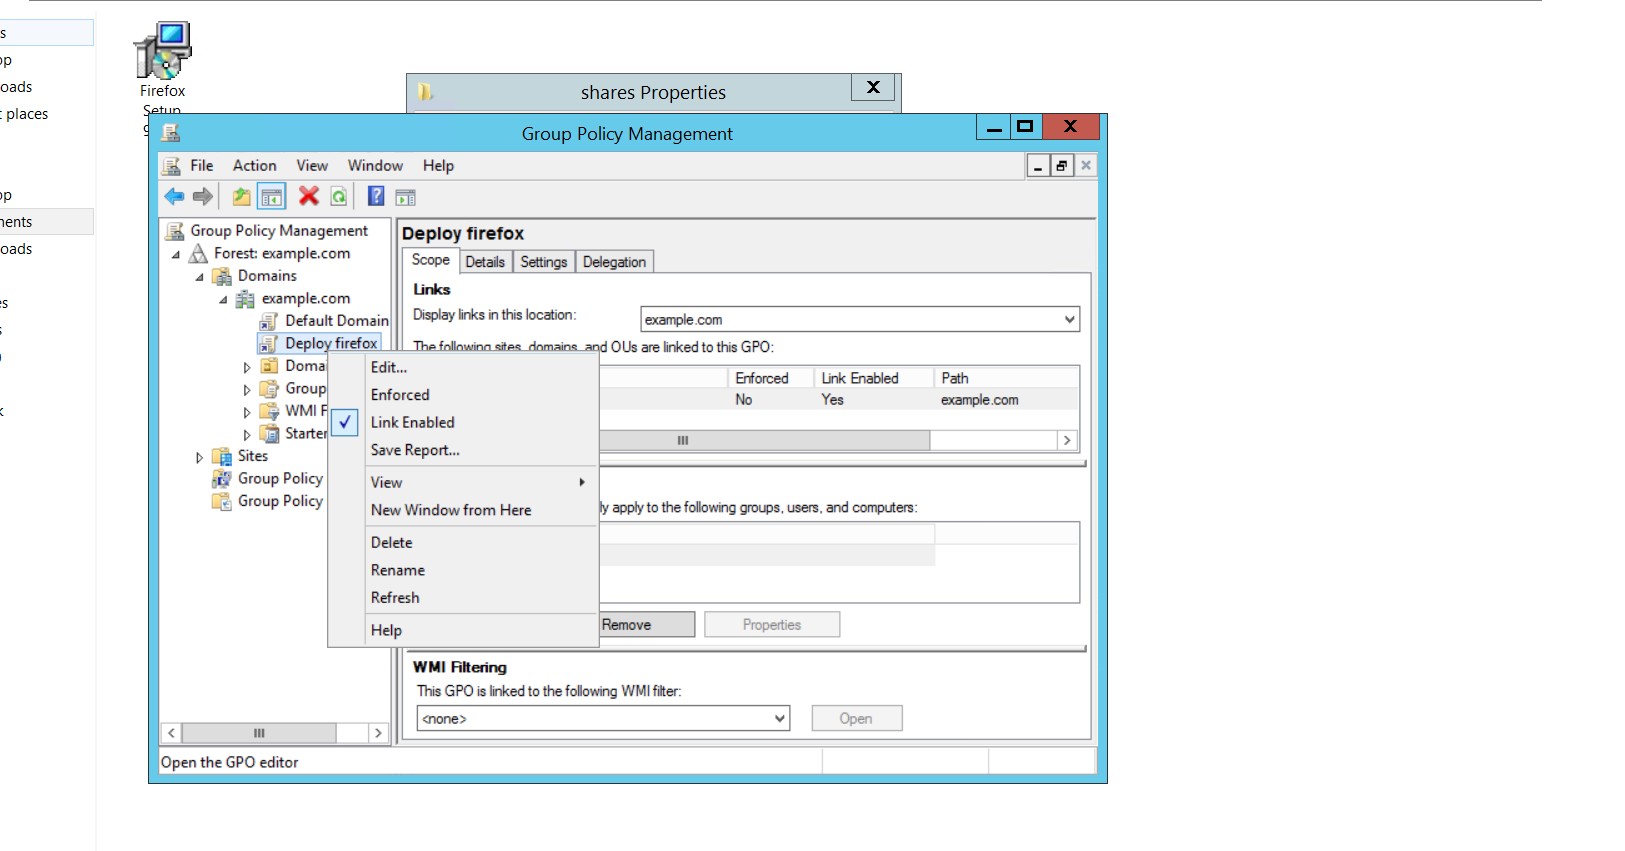 s
op
oads
t places
op
ments
oads
es
s
Firefox
Setup
shares Properties
X
Group Policy Management
File Action View Window Help
Group Policy Management
Forest: example.com
Domains
example.com
Default Domain
Deploy firefox
Domai
Group
WMI F
Starter
Sites
Group Policy
Group Policy
Deploy firefox
Scope Details Settings Delegation
Links
Display links in this location:
example.com
The following sites, domains, and OUs are linked to this GPO:
Enforced Link Enabled Path
No Yes example.com
ly apply to the following groups, users, and computers:
Remove Properties
WMI Filtering
This GPO is linked to the following WMI filter:
<none> Open
Edit...
Enforced
Link Enabled
Save Report...
View
New Window from Here
Delete
Rename
Refresh
Help
Open the GPO editor